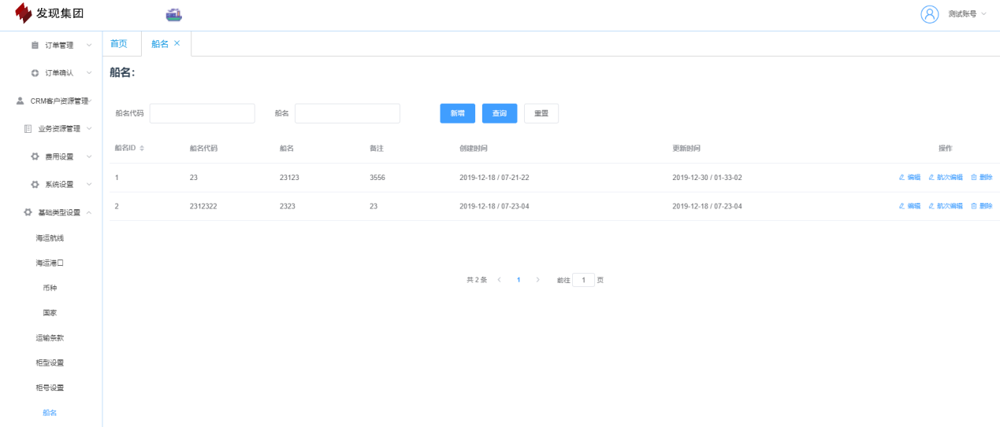 发现集团
测试账号
订单管理
订单确认
CRM客户资源管理
业务资源管理
费用设置
系统设置
基础类型设置
海运航线
海运港口
币种
国家
运输条款
柜型设置
柜号设置
船名
首页 船名 ×
船名:
船名代码 船名 新增 查询 重置
船名ID 船名代码 船名 备注 创建时间 更新时间 操作
1 23 23123 3556 2019-12-18 / 07-21-22 2019-12-30 / 01-33-02 编辑 航次编辑 删除
2 2312322 2323 23 2019-12-18 / 07-23-04 2019-12-18 / 07-23-04 编辑 航次编辑 删除
共 2 条 < 1 > 前往 1 页